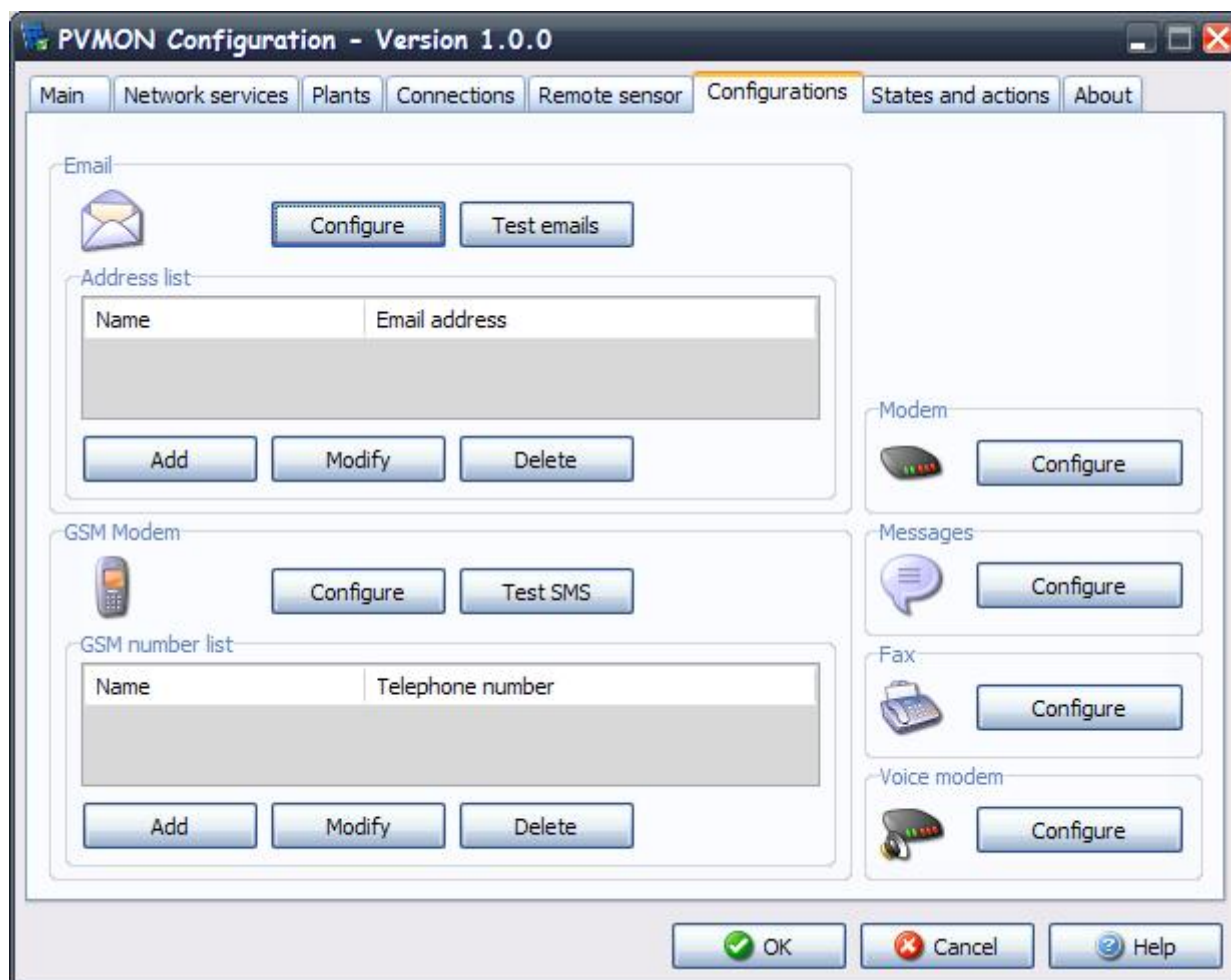 PVMON Configuration - Version 1.0.0
Main Network services Plants Connections Remote sensor Configurations States and actions About
Email
Configure Test emails
Address list
Name Email address
Add Modify Delete
GSM Modem
Configure Test SMS
GSM number list
Name Telephone number
Add Modify Delete
Modem
Configure
Messages
Configure
Fax
Configure
Voice modem
Configure
OK Cancel Help